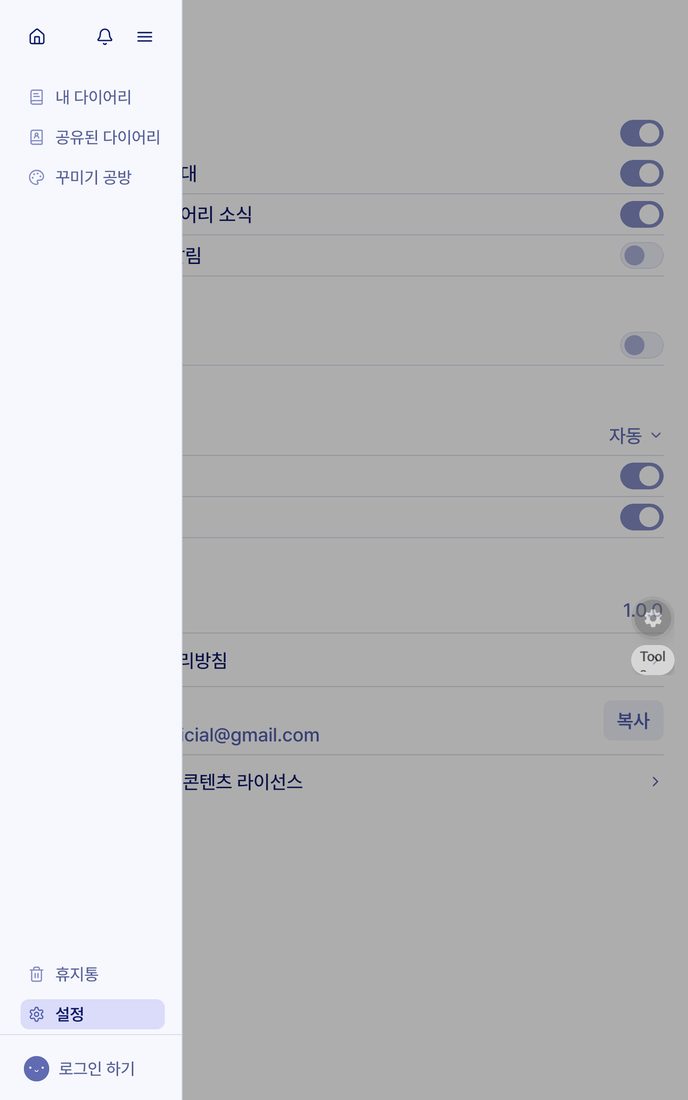 내 다이어리
공유된 다이어리
꾸미기 공방
대
어리 소식
림
자동
1.0.0
Tool
리방침
icial@gmail.com
복사
콘텐츠 라이선스
휴지통
설정
로그인 하기